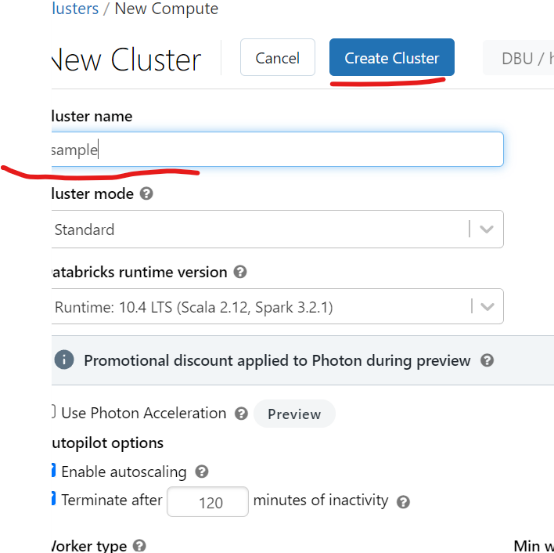 lusters / New Compute
New Cluster
Cancel
Create Cluster
DBU / h
luster name
sample
luster mode
Standard
atabricks runtime version
Runtime: 10.4 LTS (Scala 2.12, Spark 3.2.1)
Promotional discount applied to Photon during preview
Use Photon Acceleration
Preview
utopilot options
Enable autoscaling
Terminate after 120 minutes of inactivity
Worker type
Min w